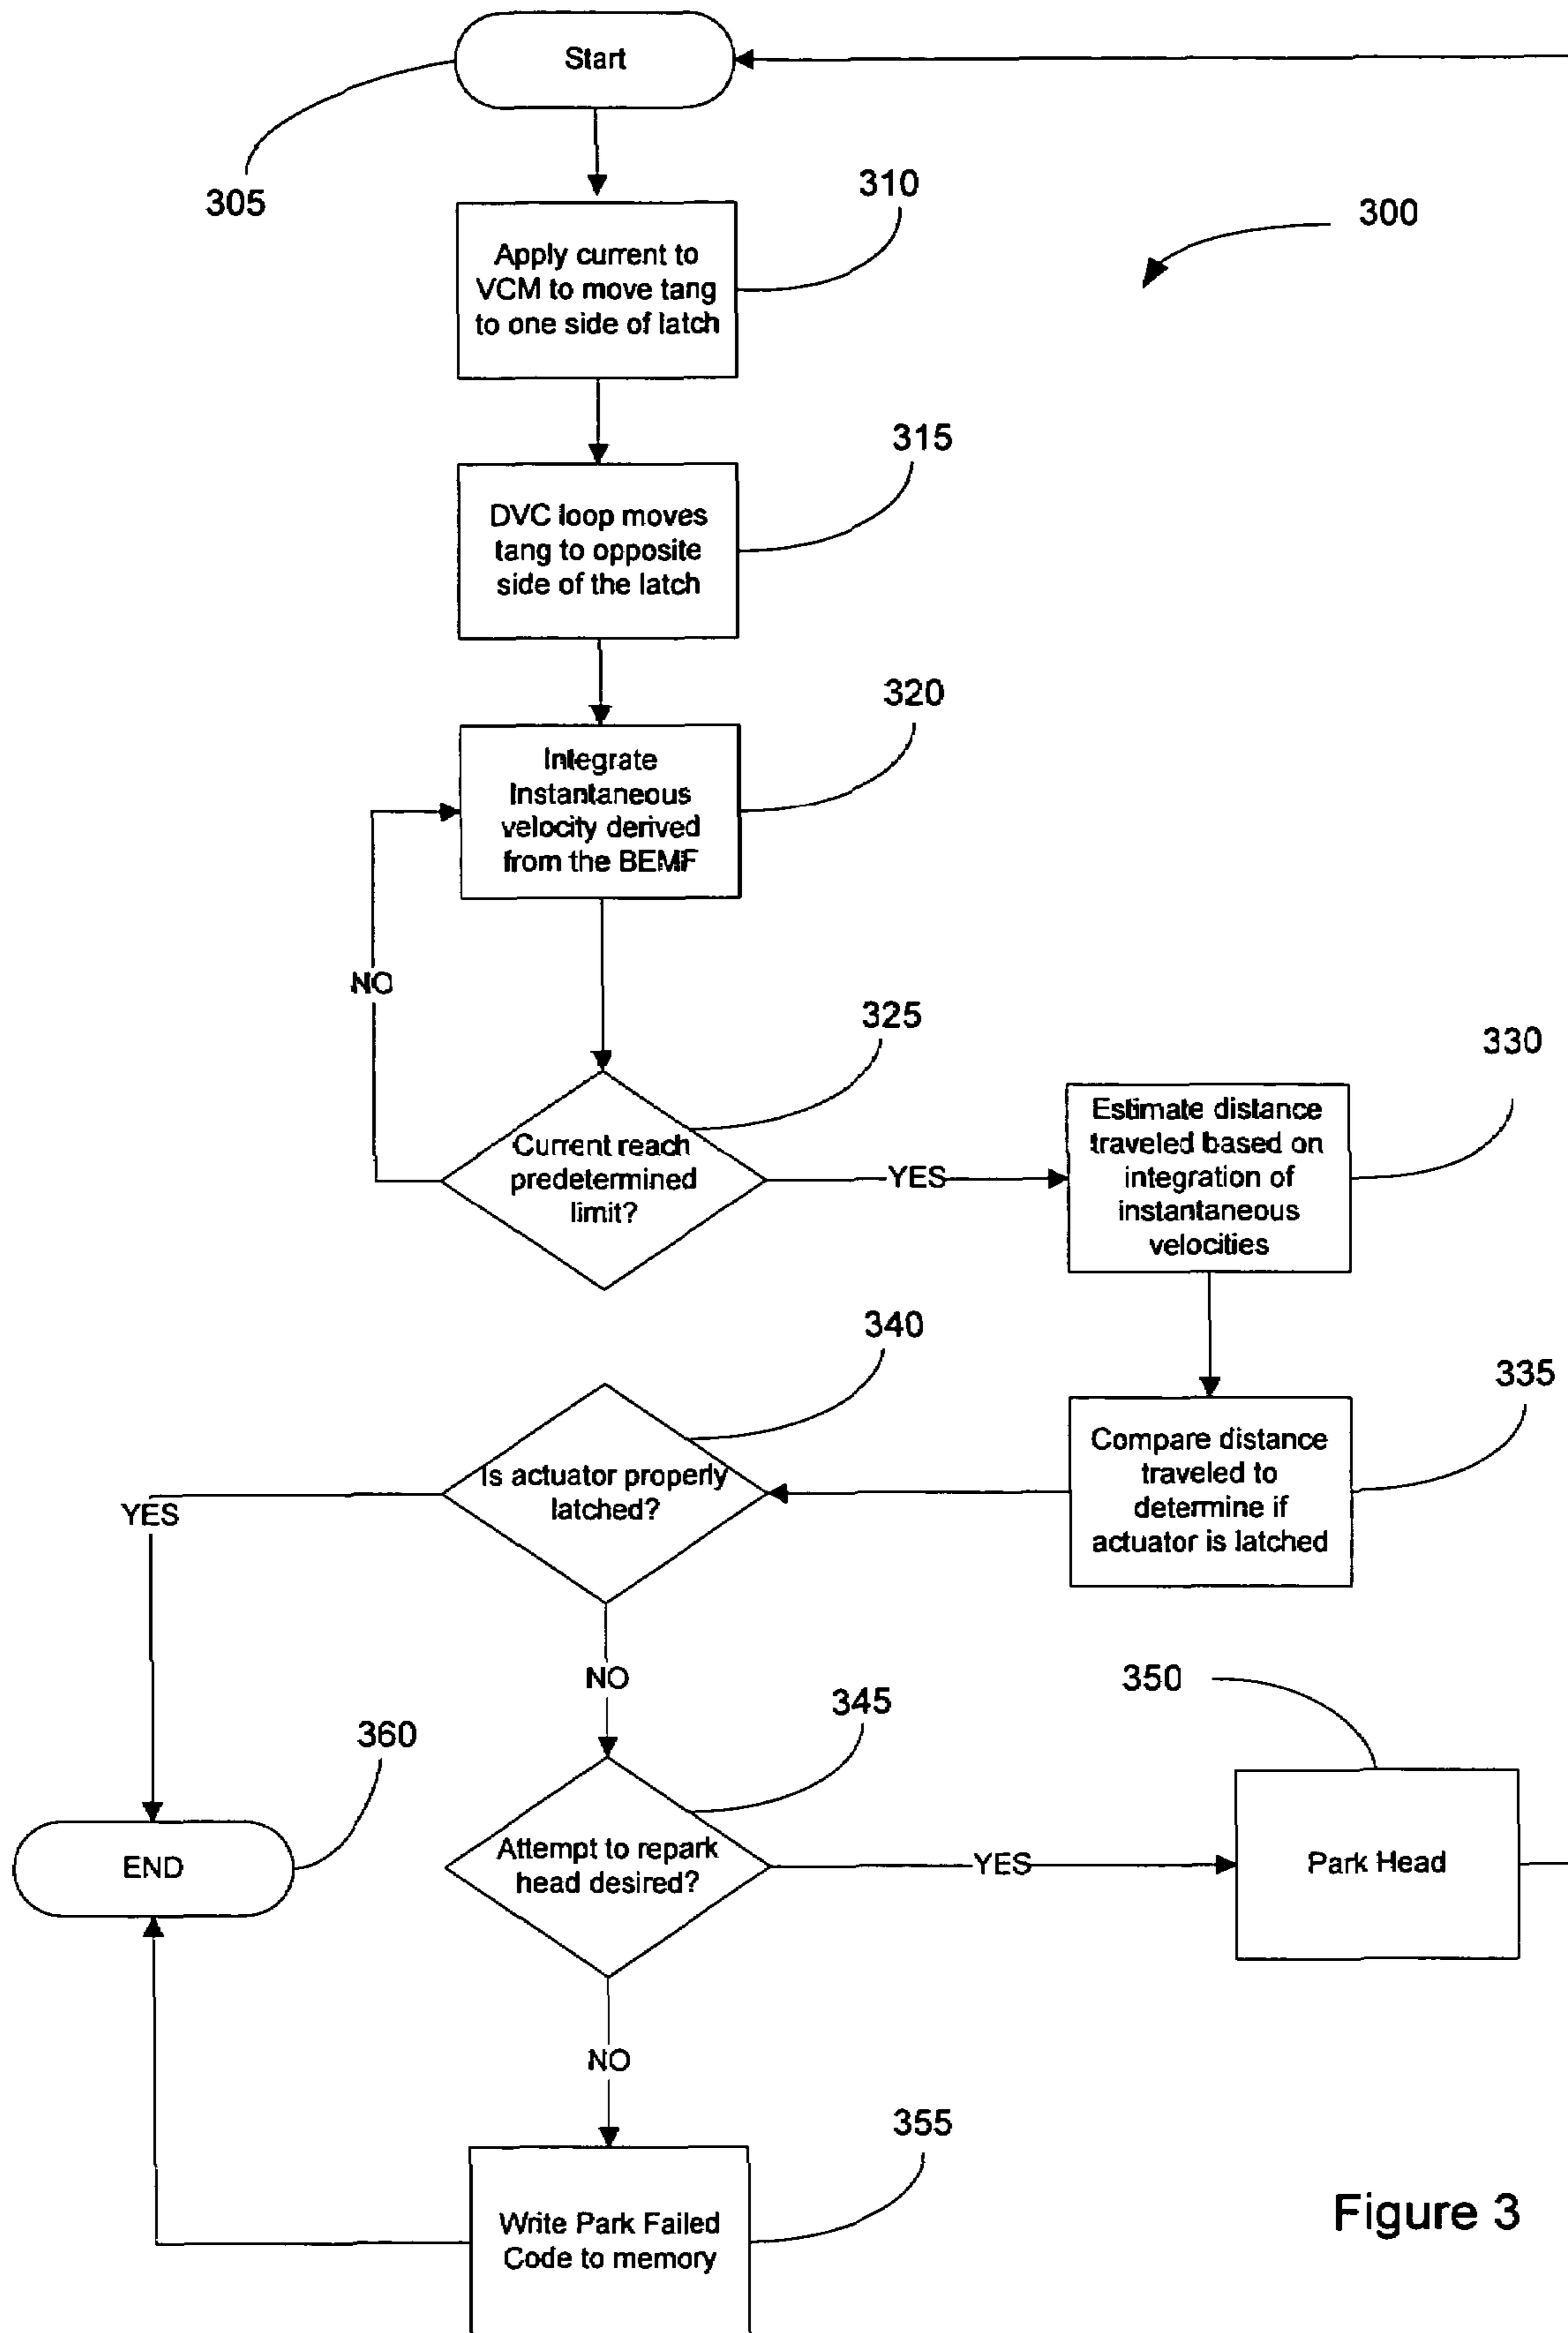 Start
305
310
300
Apply current to
VCM to move tang
to one side of latch
315
DVC loop moves
tang to opposite
side of the latch
320
Integrate
Instantaneous
velocity derived
from the BEMF
NO
325
330
Current reach
predetermined
limit?
YES
Estimate distance
traveled based on
integration of
instantaneous
velocities
340
335
Is actuator properly
latched?
Compare distance
traveled to
determine if
actuator is latched
YES
NO
350
345
360
END
Attempt to repark
head desired?
YES
Park Head
NO
355
Write Park Failed
Code to memory
Figure 3